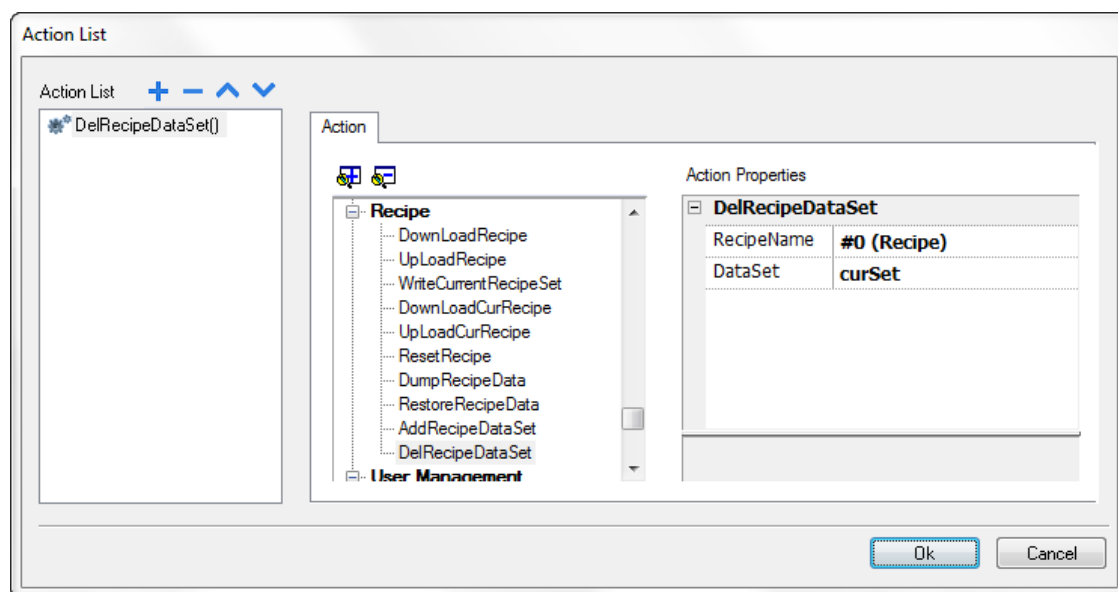 Action List
Action List
DelRecipeDataSet()
Action
Recipe
DownLoadRecipe
UpLoadRecipe
WriteCurrentRecipeSet
DownLoadCurRecipe
UpLoadCurRecipe
ResetRecipe
DumpRecipeData
RestoreRecipeData
AddRecipeDataSet
DelRecipeDataSet
User Management
Action Properties
DelRecipeDataSet
RecipeName #0 (Recipe)
DataSet curSet
Ok Cancel